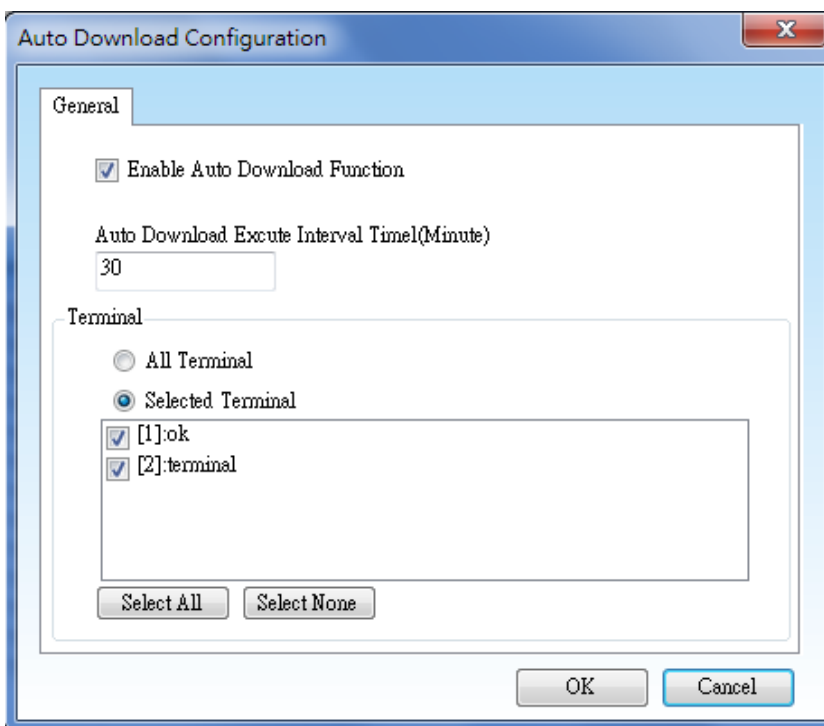 Auto Download Configuration
General
Enable Auto Download Function
Auto Download Excute Interval Timel(Minute)
30
Terminal
All Terminal
Selected Terminal
[1]:ok
[2]:terminal
Select All Select None
OK Cancel